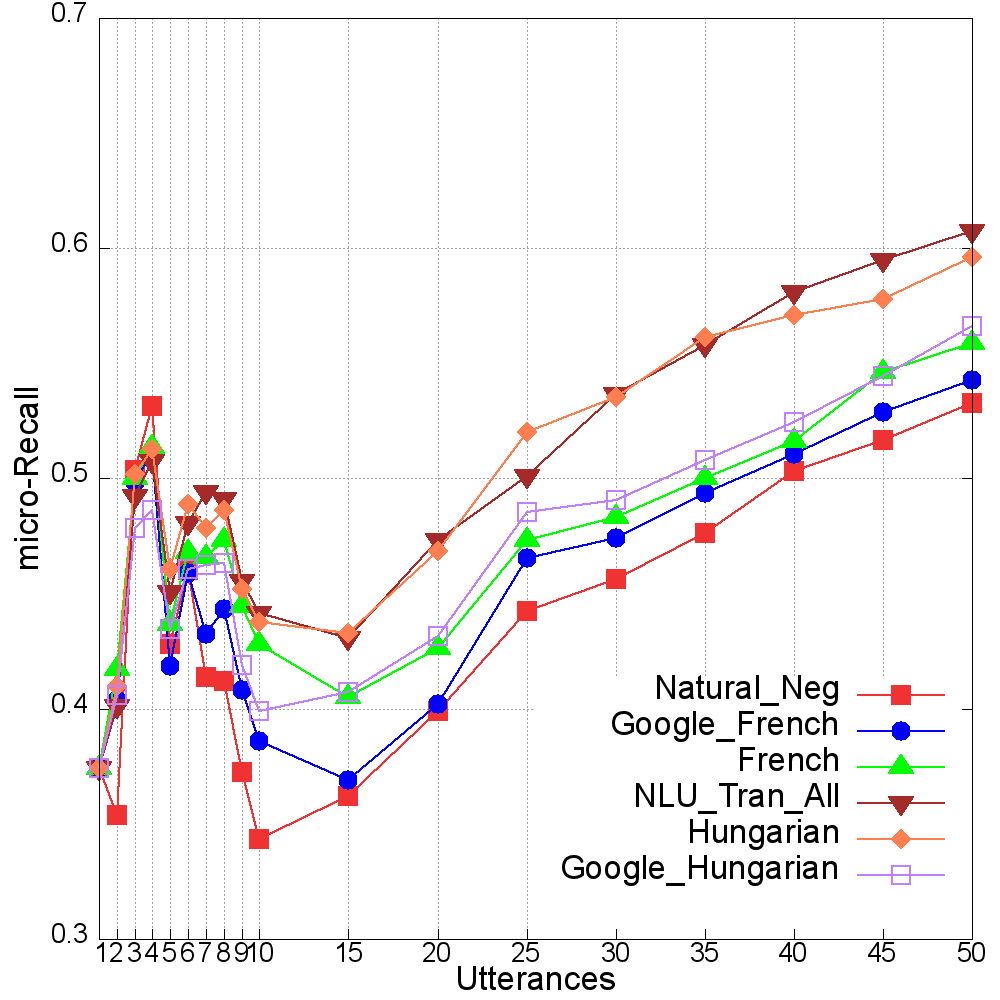 0.7
0.6
0.5
0.4
0.3
micro-Recall
Natural_Neg
Google_French
French
NLU_Tran_All
Hungarian
Google_Hungarian
1 2 3 4 5 6 7 8 9 10 15 20 25 30 35 40 45 50
Utterances